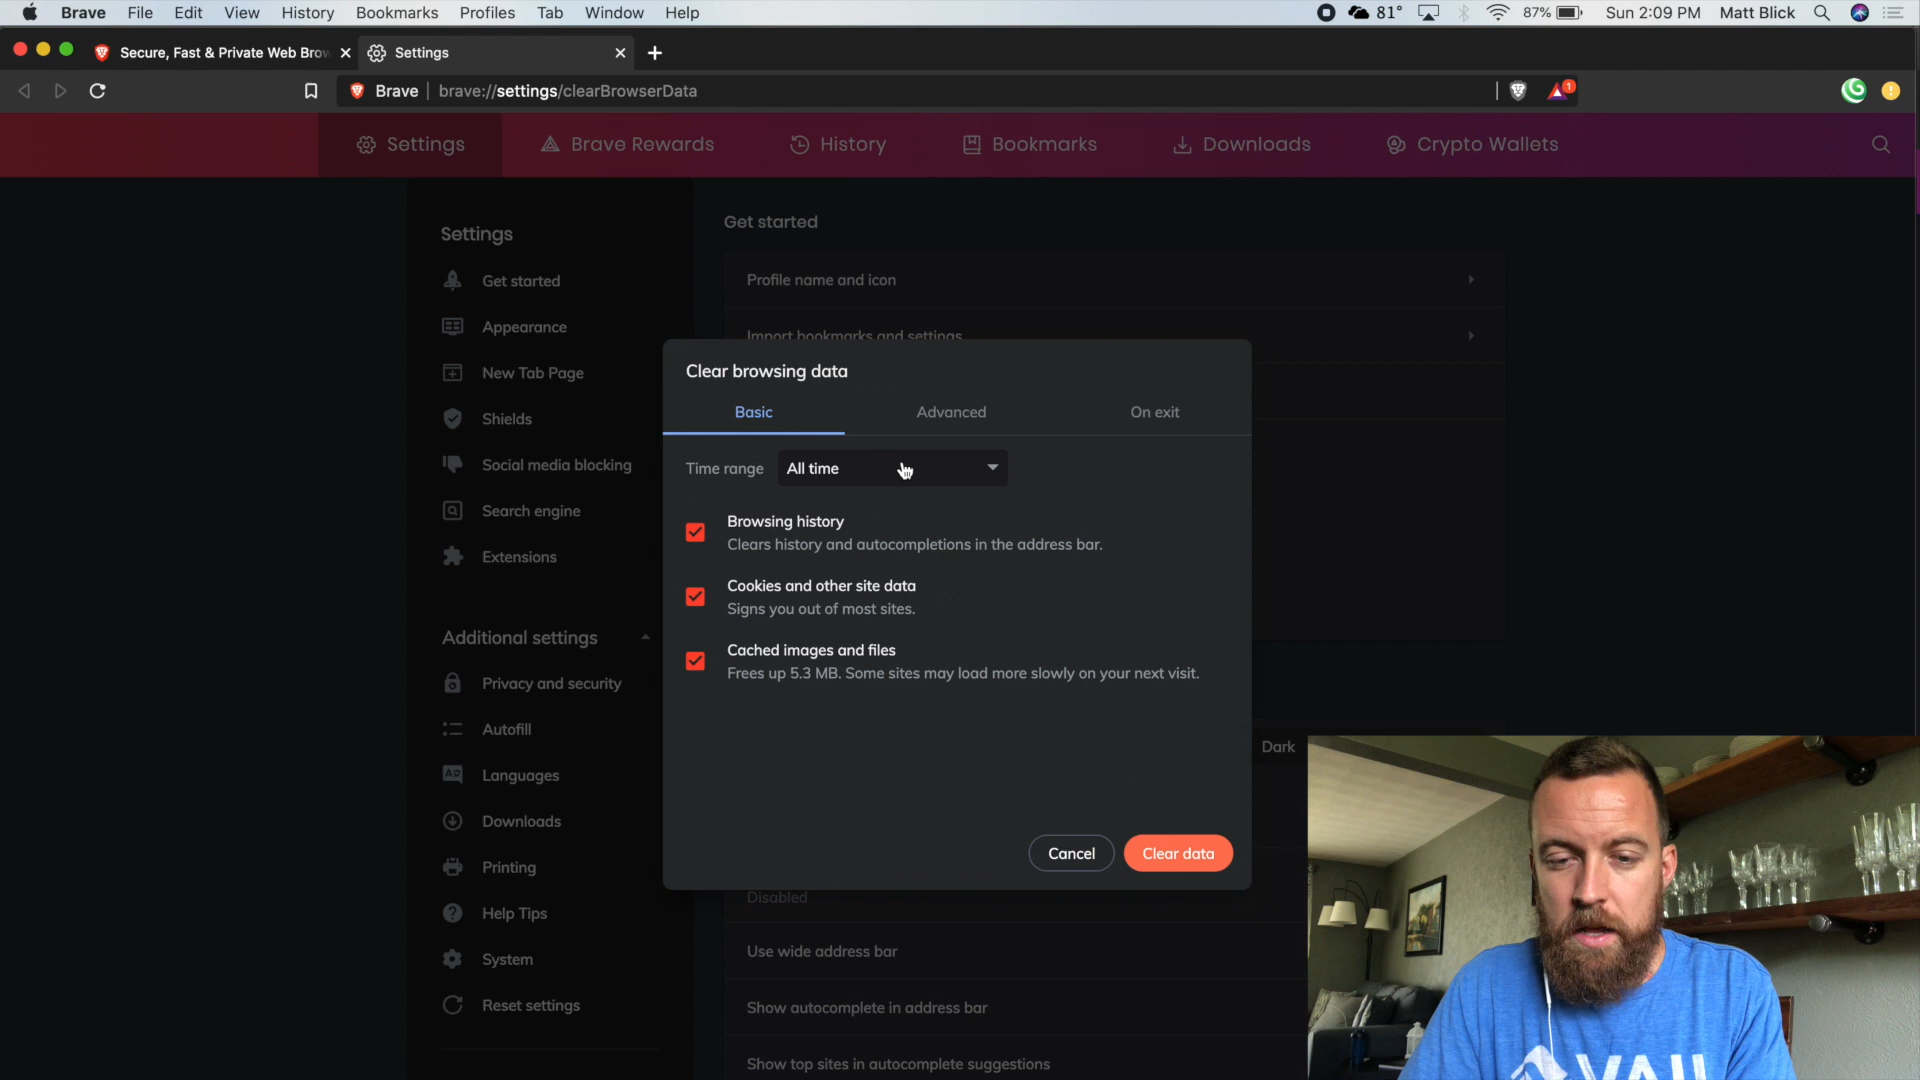 Brave File Edit View History Bookmarks Profiles Tab Window Help 81° 87% Sun 2:09 PM Matt Blick
Secure, Fast & Private Web Brow Settings
Brave brave://settings/clearBrowserData 1
Settings Brave Rewards History Bookmarks Downloads Crypto Wallets
Settings
Get started
Appearance
New Tab Page
Shields
Social media blocking
Search engine
Extensions
Additional settings
Privacy and security
Autofill
Languages
Downloads
Printing
Help Tips
System
Reset settings
Get started
Profile name and icon
Import bookmarks and settings
Clear browsing data
Basic Advanced On exit
Time range All time
Browsing history
Clears history and autocompletions in the address bar.
Cookies and other site data
Signs you out of most sites.
Cached images and files
Frees up 5.3 MB. Some sites may load more slowly on your next visit.
Cancel Clear data
Dark
Disabled
Use wide address bar
Show autocomplete in address bar
Show top sites in autocomplete suggestions
VAIL